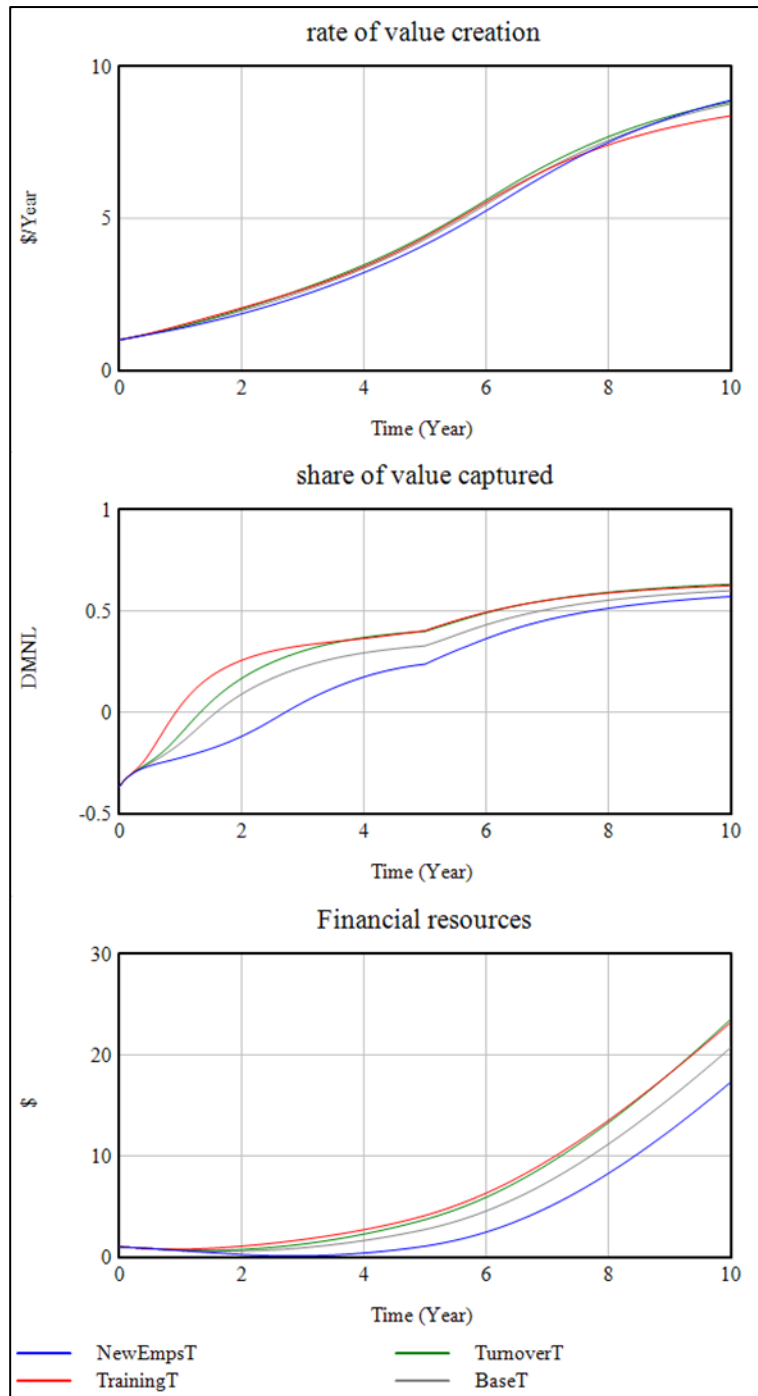 rate of value creation
10
5
0
$/Year
0 2 4 6 8 10
Time (Year)
share of value captured
1
0.5
0
-0.5
DMNL
0 2 4 6 8 10
Time (Year)
Financial resources
30
20
10
0
$
0 2 4 6 8 10
Time (Year)
NewEmpsT TurnoverT
TrainingT BaseT